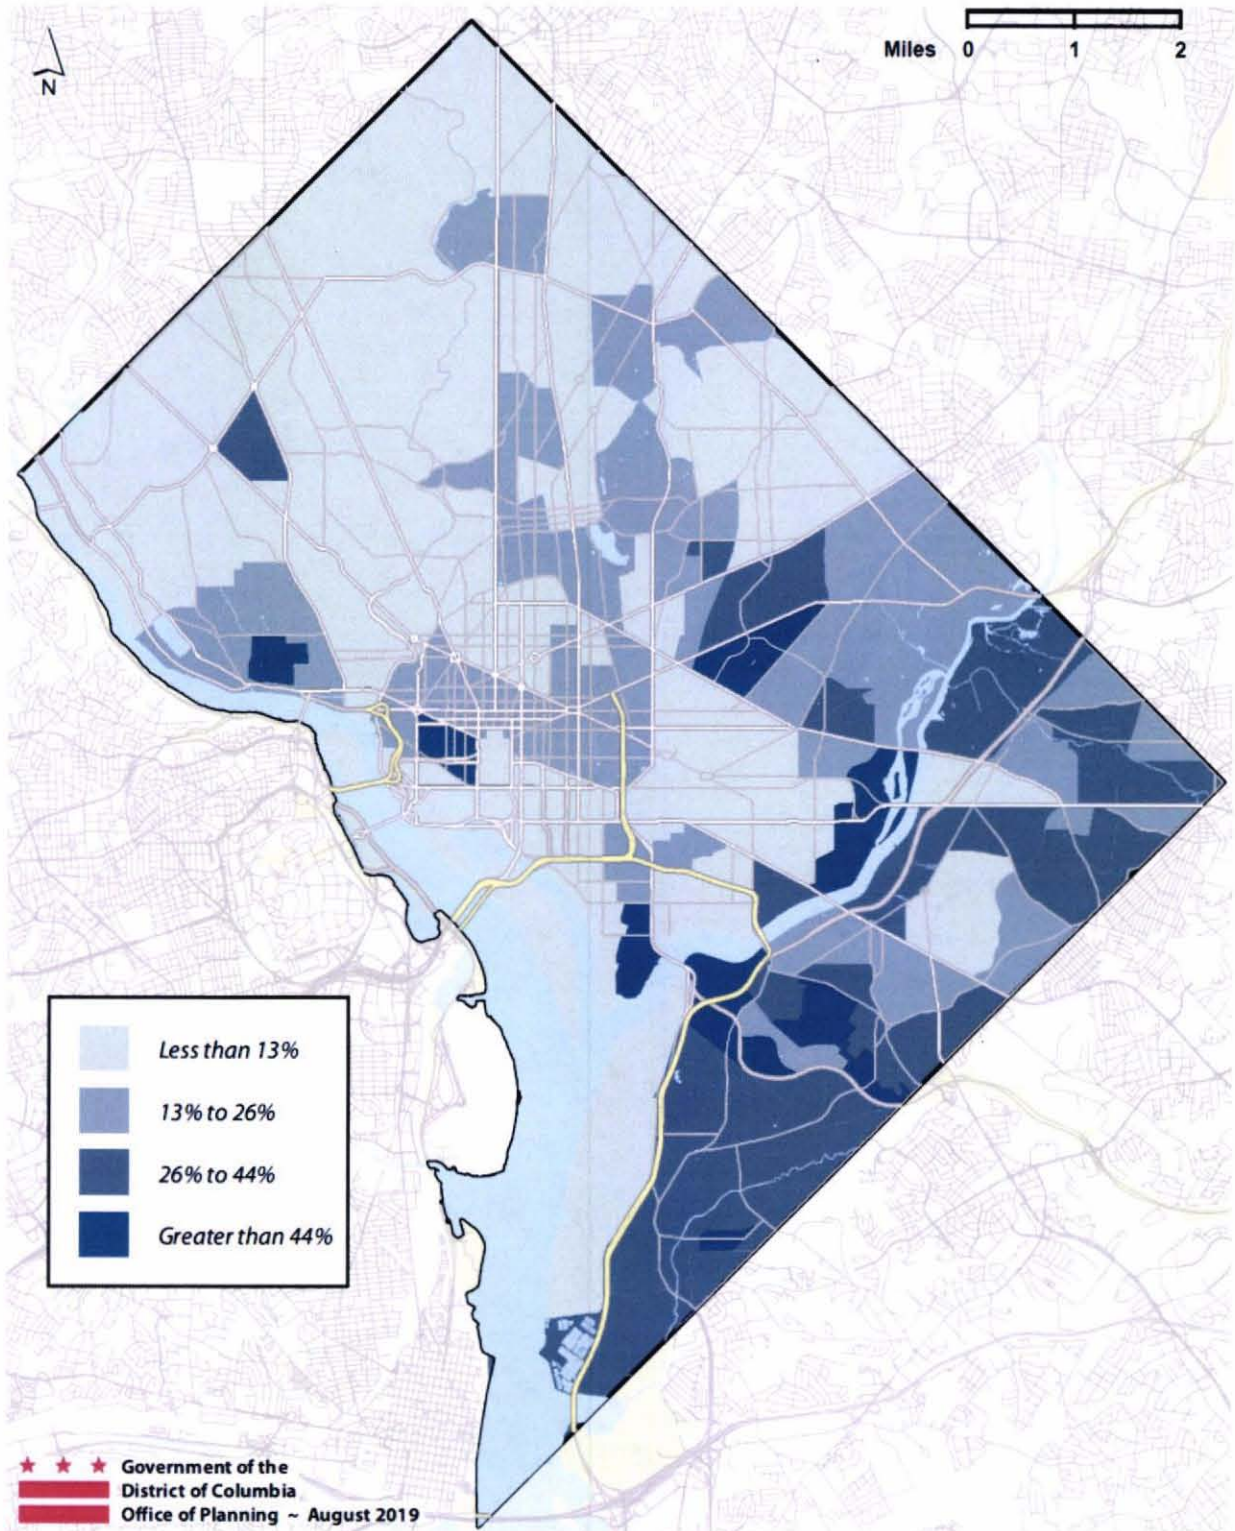 Miles 0 1 2
N
Less than 13%
13% to 26%
26% to 44%
Greater than 44%
Government of the
District of Columbia
Office of Planning ~ August 2019